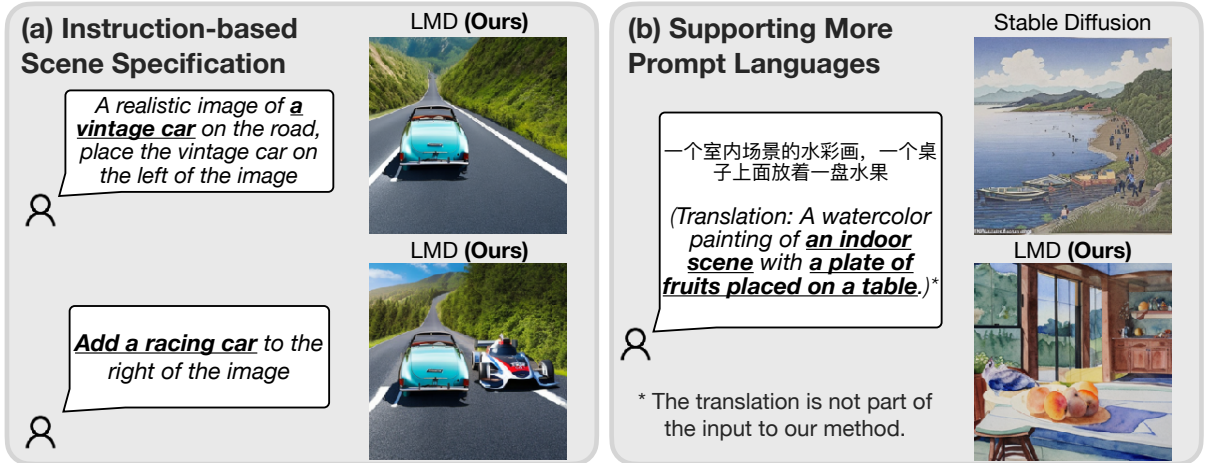 (a) Instruction-based
Scene Specification
LMD (Ours)
A realistic image of a
vintage car on the road,
place the vintage car on
the left of the image
LMD (Ours)
Add a racing car to the
right of the image
(b) Supporting More
Prompt Languages
Stable Diffusion
一个室内场景的水彩画，一个桌
子上面放着一盘水果
(Translation: A watercolor
painting of an indoor
scene with a plate of
fruits placed on a table.)*
LMD (Ours)
* The translation is not part of
the input to our method.